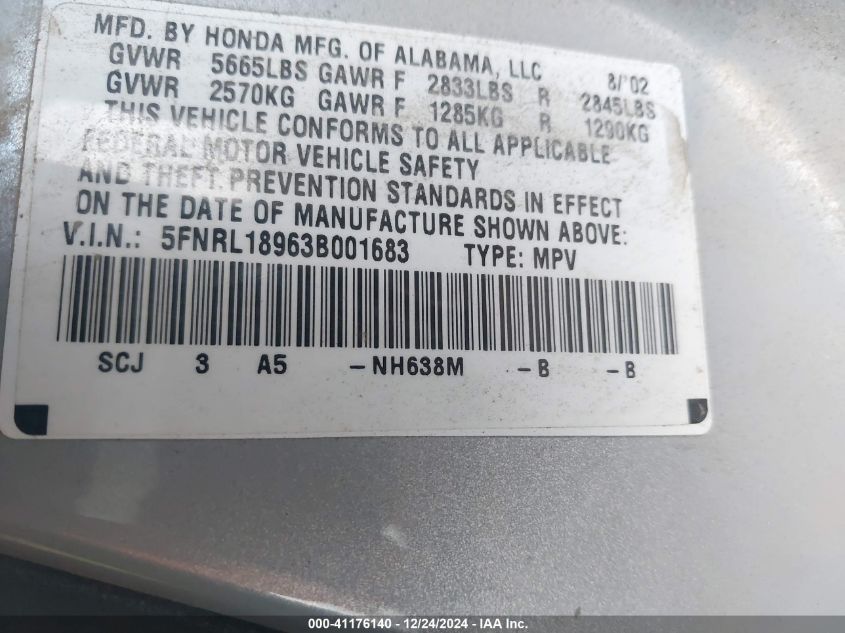 MFD. BY HONDA MFG. OF ALABAMA, LLC 8/'02
GVWR 5665LBS GAWR F 2833LBS R 2845LBS
GVWR 2570KG GAWR F 1285KG R 1290KG
THIS VEHICLE CONFORMS TO ALL APPLICABLE
FEDERAL MOTOR VEHICLE SAFETY
AND THEFT PREVENTION STANDARDS IN EFFECT
ON THE DATE OF MANUFACTURE SHOWN ABOVE:
V.I.N.: 5FNRL18963B001683 TYPE: MPV
SCJ 3 A5 -NH638M -B -B
000-41176140 - 12/24/2024 - IAA Inc.